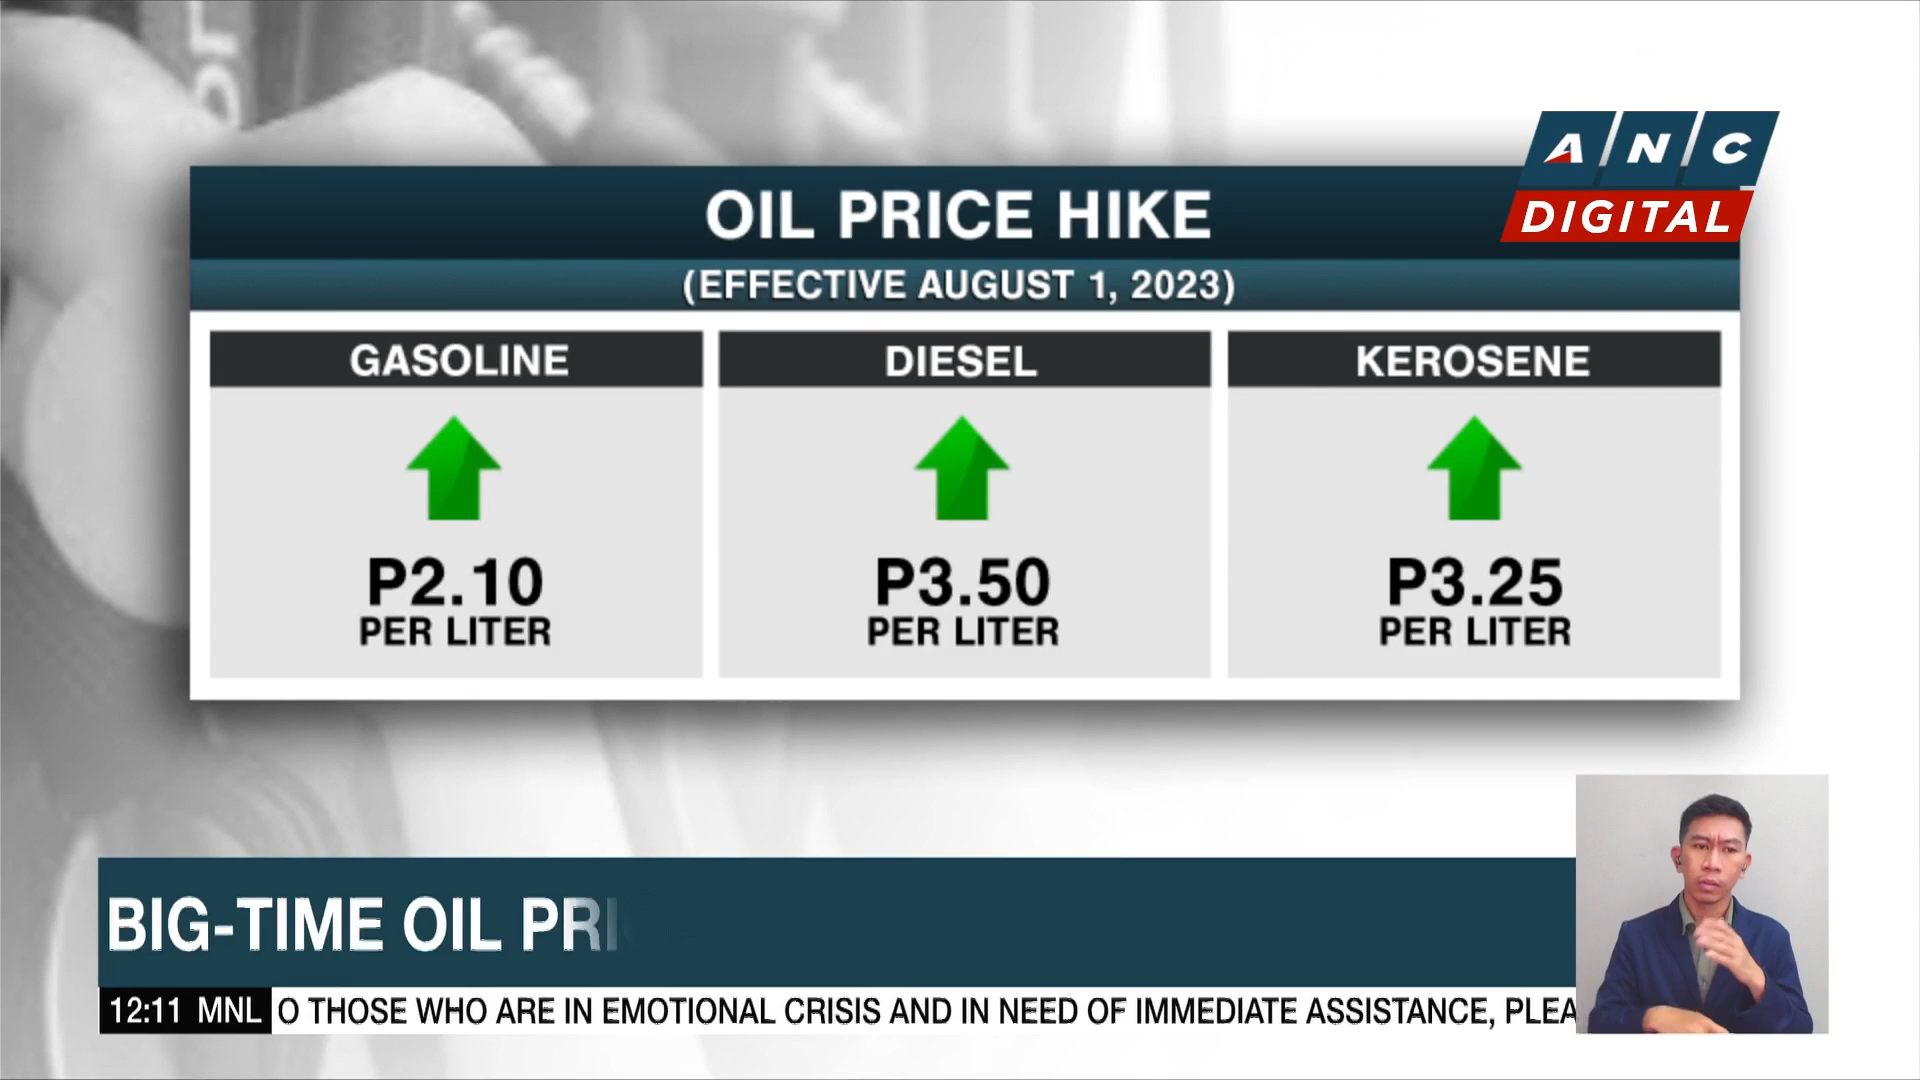 ANC
DIGITAL
OIL PRICE HIKE
(EFFECTIVE AUGUST 1, 2023)
GASOLINE
DIESEL
KEROSENE
P2.10
PER LITER
P3.50
PER LITER
P3.25
PER LITER
BIG-TIME OIL PRI
12:11 MNL
O THOSE WHO ARE IN EMOTIONAL CRISIS AND IN NEED OF IMMEDIATE ASSISTANCE, PLEA